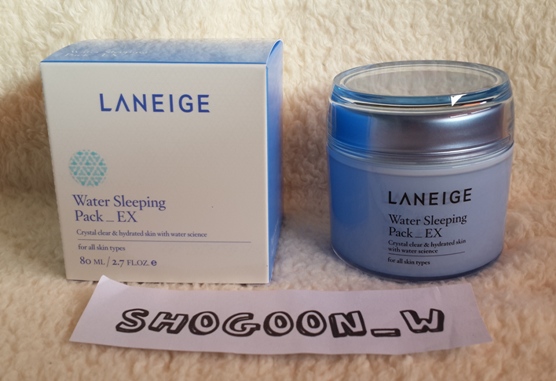 LANEIGE
Water Sleeping
Pack _ EX
Crystal clear & hydrated skin with water science
for all skin types
80 ML / 2.7 FL.OZ. e
LANEIGE
Water Sleeping
Pack _ EX
Crystal clear & hydrated skin
with water science
for all skin types
SHOGOON_W